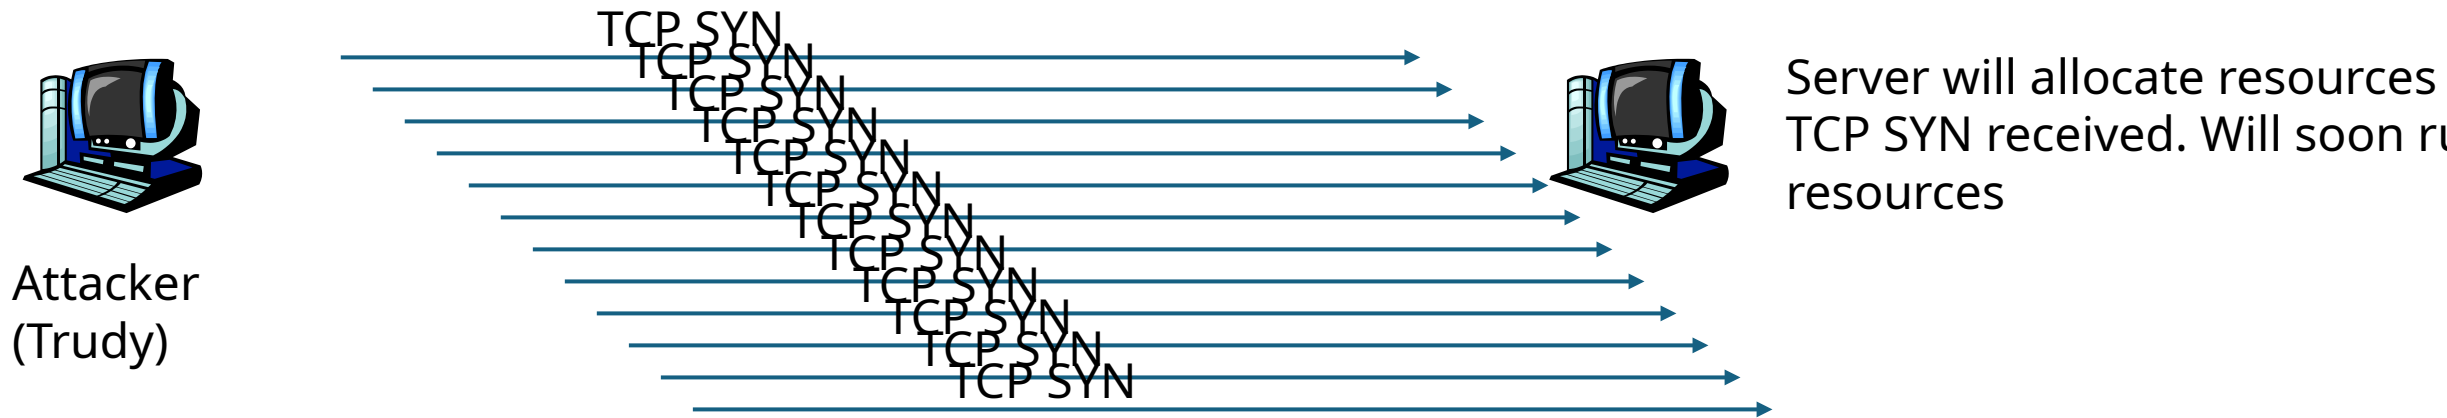 TCP SYN
TCP SYN
TCP SYN
TCP SYN
TCP SYN
TCP SYN
TCP SYN
TCP SYN
TCP SYN
TCP SYN
TCP SYN
TCP SYN
Server will allocate resources
TCP SYN received. Will soon
resources
Attacker
(Trudy)